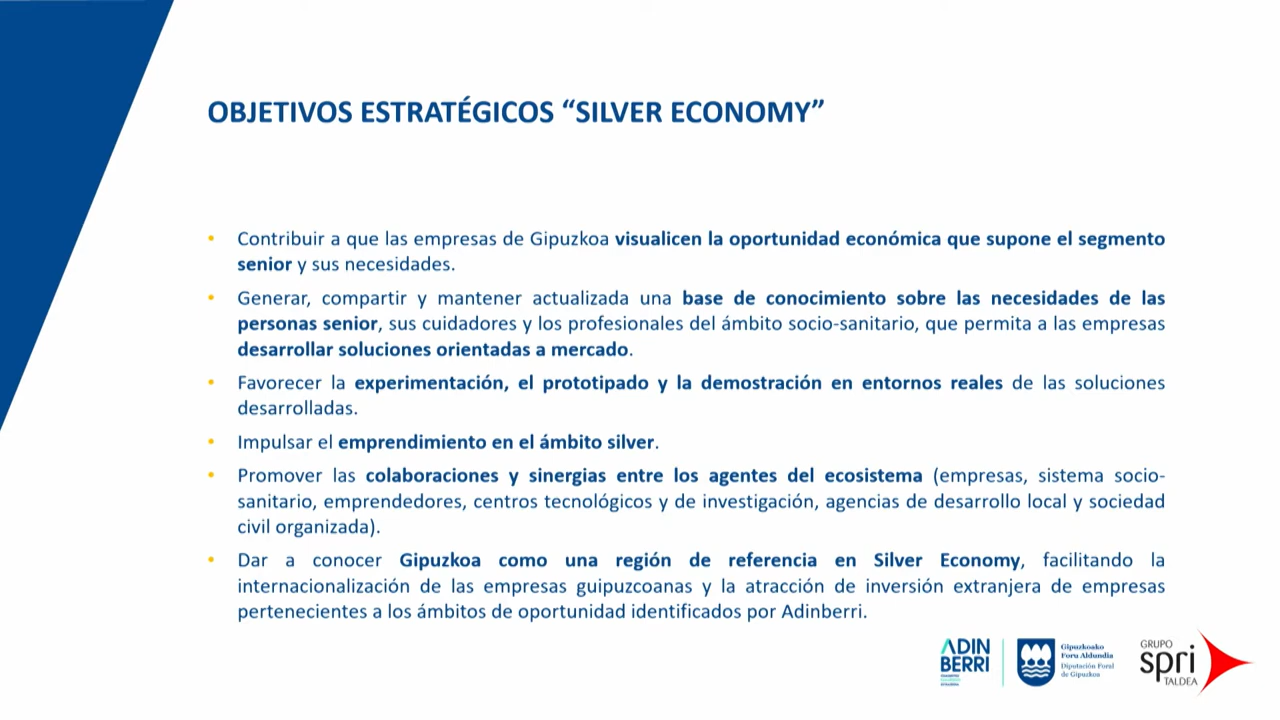 OBJETIVOS ESTRATÉGICOS “SILVER ECONOMY”
• Contribuir a que las empresas de Gipuzkoa visualicen la oportunidad económica que supone el segmento
senior y sus necesidades.
• Generar, compartir y mantener actualizada una base de conocimiento sobre las necesidades de las
personas senior, sus cuidadores y los profesionales del ámbito socio-sanitario, que permita a las empresas
desarrollar soluciones orientadas a mercado.
• Favorecer la experimentación, el prototipado y la demostración en entornos reales de las soluciones
desarrolladas.
• Impulsar el emprendimiento en el ámbito silver.
• Promover las colaboraciones y sinergias entre los agentes del ecosistema (empresas, sistema socio-
sanitario, emprendedores, centros tecnológicos y de investigación, agencias de desarrollo local y sociedad
civil organizada).
• Dar a conocer Gipuzkoa como una región de referencia en Silver Economy, facilitando la
internacionalización de las empresas guipuzcoanas y la atracción de inversión extranjera de empresas
pertenecientes a los ámbitos de oportunidad identificados por Adinberri.
ADIN
BERRI
Gipuzkoako
Foru Aldundia
Diputación Foral
de Gipuzkoa
GRUPO
spri
TALDEA